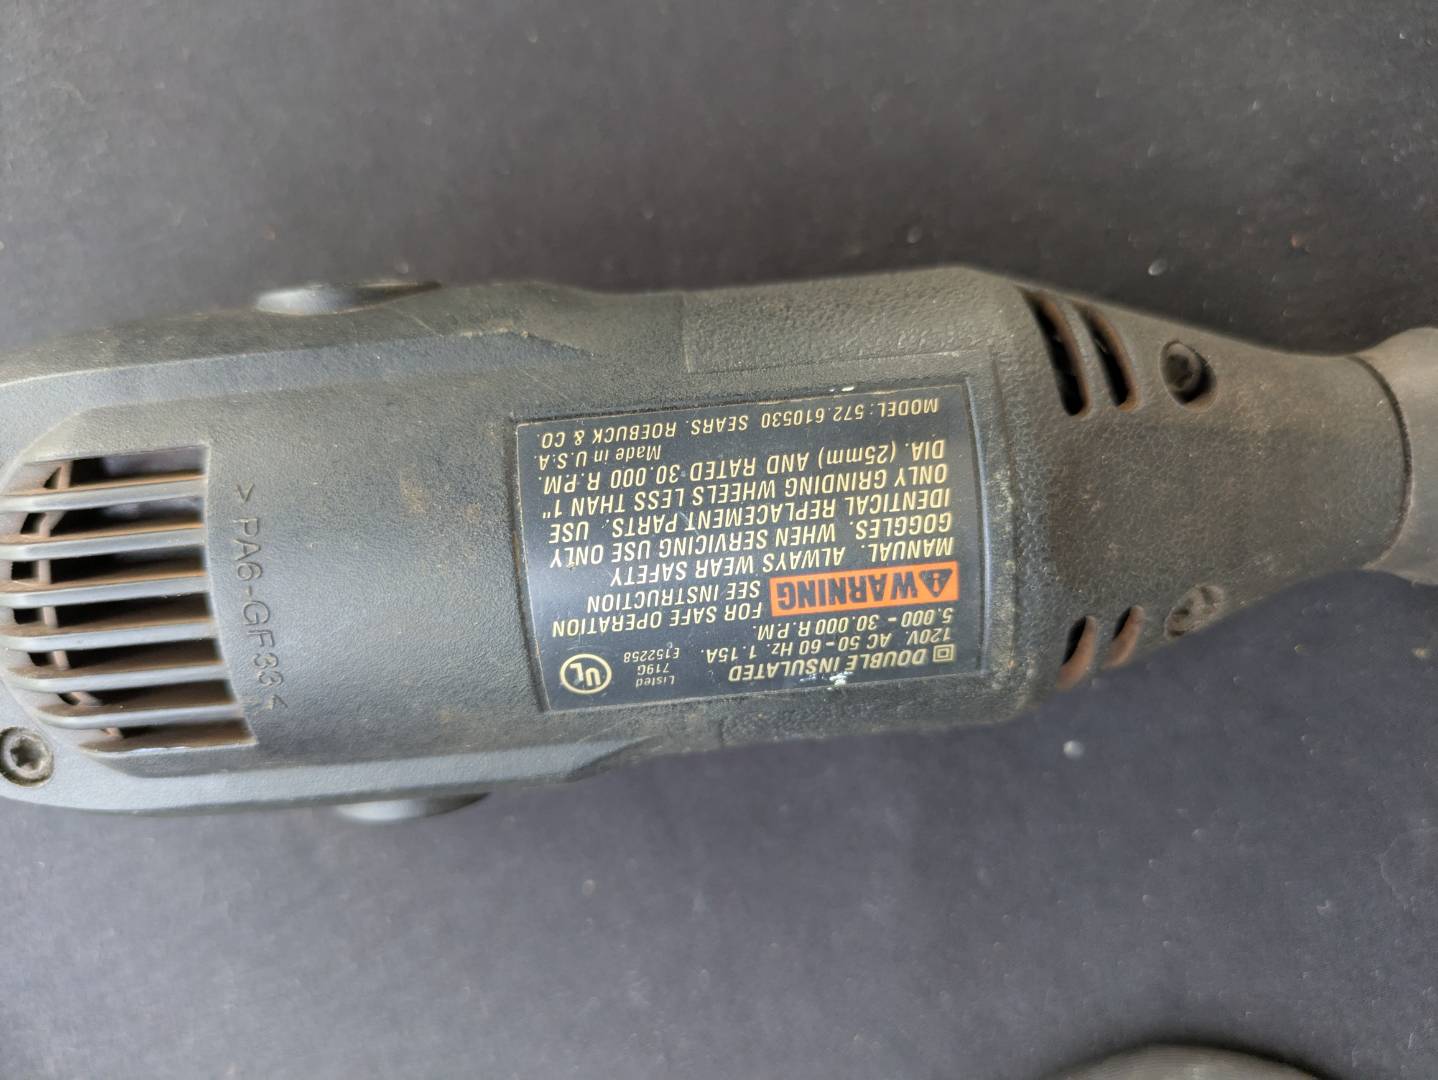 DOUBLE INSULATED
120V. AC 50-60 Hz. 1.15A.
5.000 - 30.000 R.P.M.
Listed
719G
E152258
UL
WARNING FOR SAFE OPERATION
SEE INSTRUCTION
MANUAL. ALWAYS WEAR SAFETY
GOGGLES. WHEN SERVICING USE ONLY
IDENTICAL REPLACEMENT PARTS. USE
ONLY GRINDING WHEELS LESS THAN 1"
DIA. (25mm) AND RATED 30.000 R.P.M.
Made in U.S.A.
MODEL: 572.610530 SEARS. ROEBUCK & CO.
>PA6-GF33<